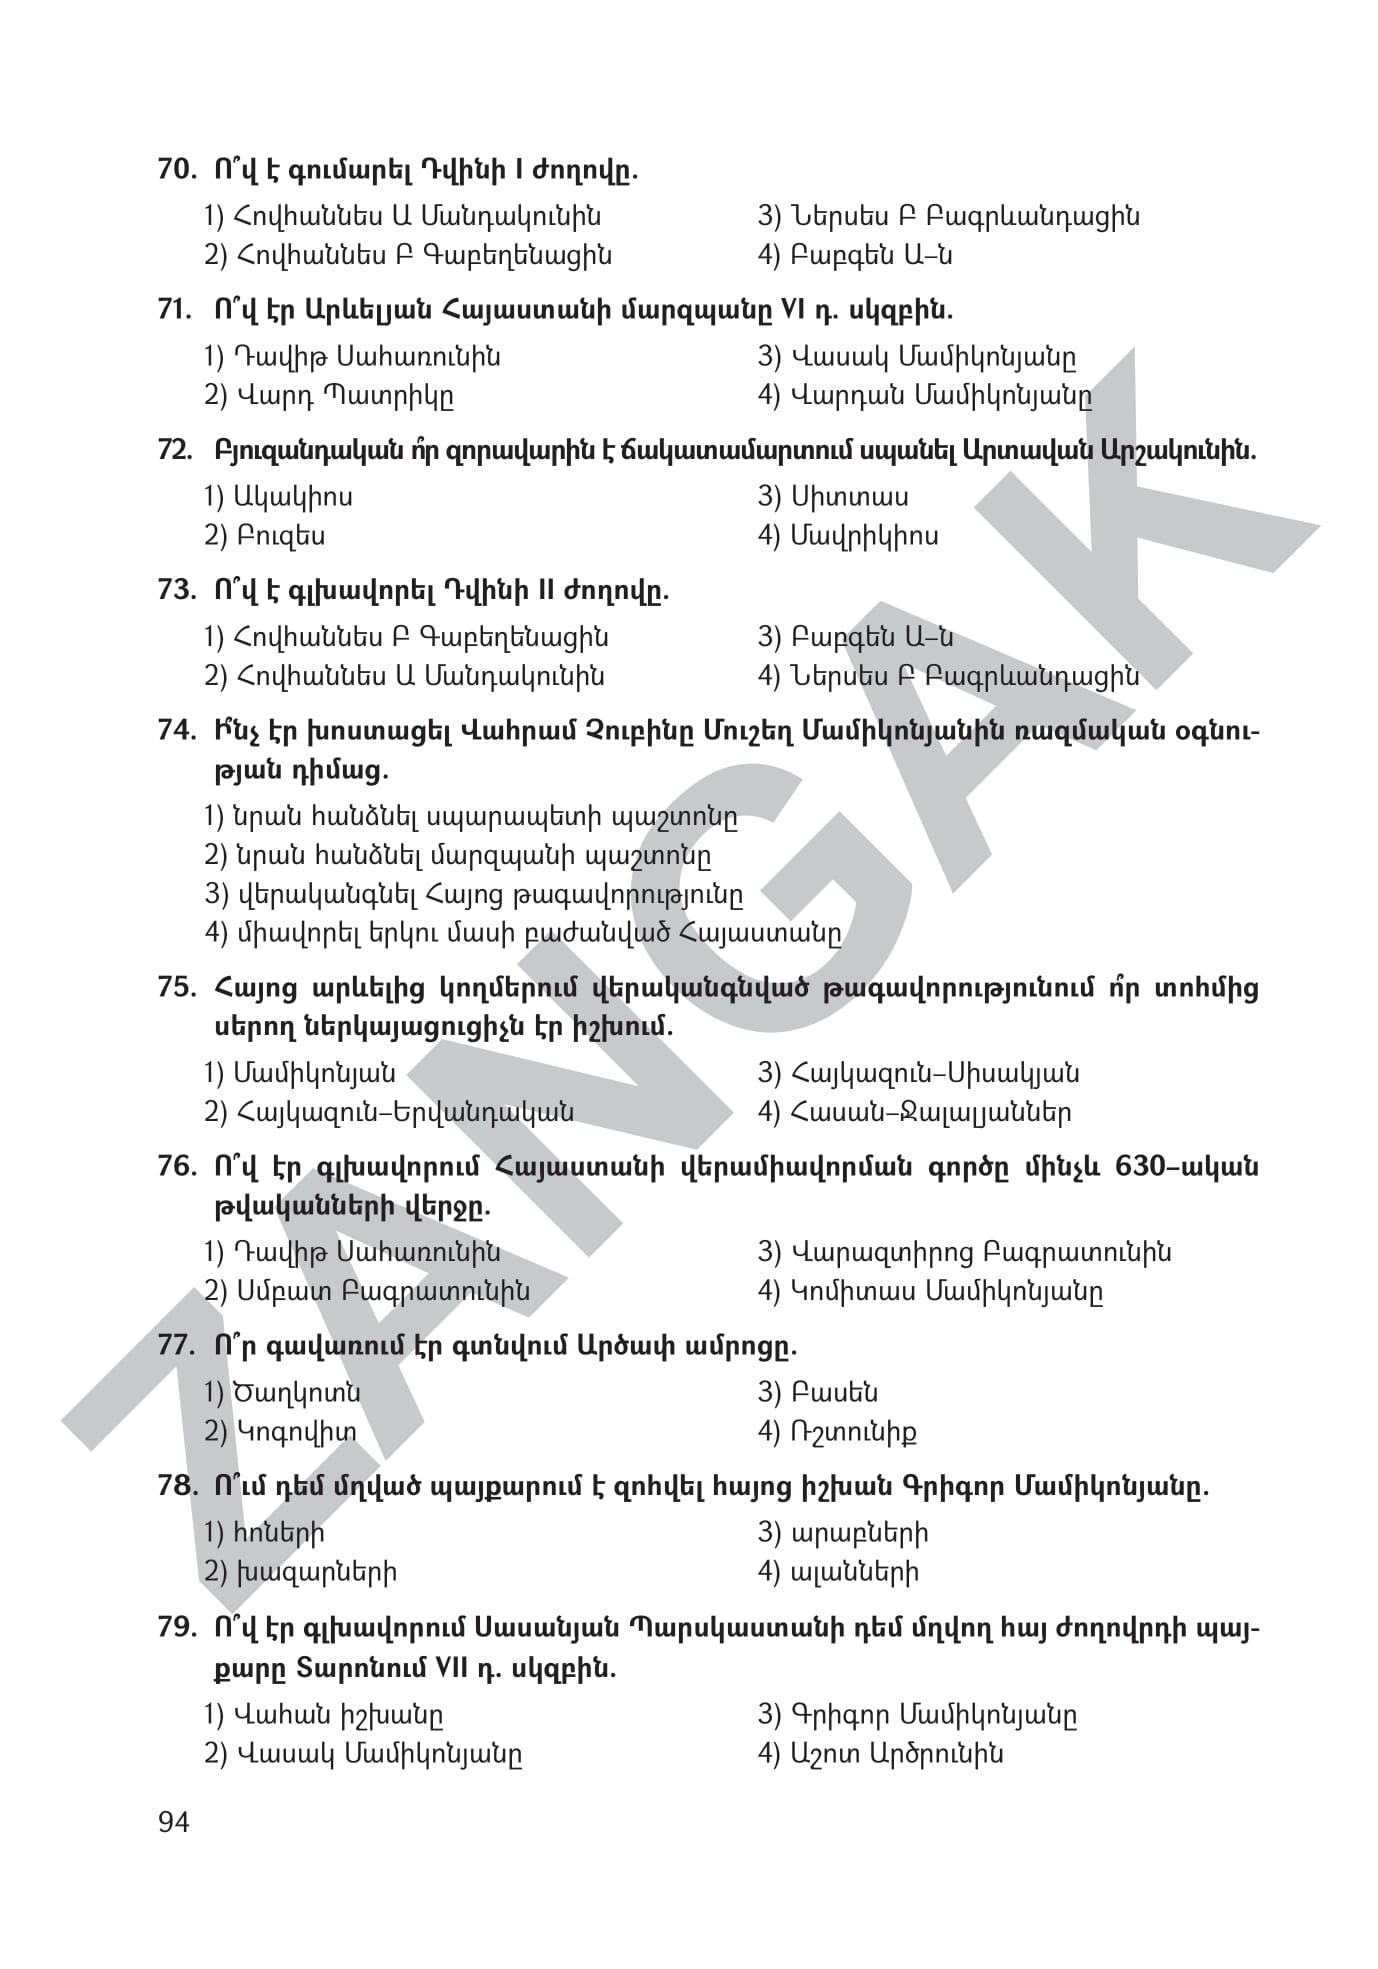 70. Ո՞վ է գումարել Դվինի I ժողովը.
1) Հովհաննես Ա Մանդակունին
3) Ներսես Բ Բագրևանդացին
2) Հովհաննես Բ Գաբեղենացին
4) Բաբգեն Ա–ն
71. Ո՞վ էր Արևելյան Հայաստանի մարզպանը VI դ. սկզբին.
1) Դավիթ Սահառունին
3) Վասակ Մամիկոնյանը
2) Վարդ Պատրիկը
4) Վարդան Մամիկոնյանը
72. Բյուզանդական ո՞ր զորավարին է ճակատամարտում սպանել Արտավան Արշակունին.
1) Ակակիոս
3) Սիտտաս
2) Բուզես
4) Մավրիկիոս
73. Ո՞վ է գլխավորել Դվինի II ժողովը.
1) Հովհաննես Բ Գաբեղենացին
3) Բաբգեն Ա–ն
2) Հովհաննես Ա Մանդակունին
4) Ներսես Բ Բագրևանդացին
74. Ի՞նչ էր խոստացել Վահրամ Չուբինը Մուշեղ Մամիկոնյանին ռազմական օգնու-
թյան դիմաց.
1) նրան հանձնել սպարապետի պաշտոնը
2) նրան հանձնել մարզպանի պաշտոնը
3) վերականգնել Հայոց թագավորությունը
4) միավորել երկու մասի բաժանված Հայաստանը
75. Հայոց արևելից կողմերում վերականգնված թագավորությունում ո՞ր տոհմից
սերող ներկայացուցիչն էր իշխում.
1) Մամիկոնյան
3) Հայկազուն–Սիսակյան
2) Հայկազուն–Երվանդական
4) Հասան–Ջալալյաններ
76. Ո՞վ էր գլխավորում Հայաստանի վերամիավորման գործը մինչև 630–ական
թվականների վերջը.
1) Դավիթ Սահառունին
3) Վարազտիրոց Բագրատունին
2) Սմբատ Բագրատունին
4) Կոմիտաս Մամիկոնյանը
77. Ո՞ր գավառում էր գտնվում Արծափ ամրոցը.
1) Ծաղկոտն
3) Բասեն
2) Կոգովիտ
4) Ռշտունիք
78. Ո՞ւմ դեմ մղված պայքարում է զոհվել հայոց իշխան Գրիգոր Մամիկոնյանը.
1) հոների
3) արաբների
2) խազարների
4) ալանների
79. Ո՞վ էր գլխավորում Սասանյան Պարսկաստանի դեմ մղվող հայ ժողովրդի պայ-
քարը Տարոնում VII դ. սկզբին.
1) Վահան իշխանը
3) Գրիգոր Մամիկոնյանը
2) Վասակ Մամիկոնյանը
4) Աշոտ Արծրունին
94
ZANGAK